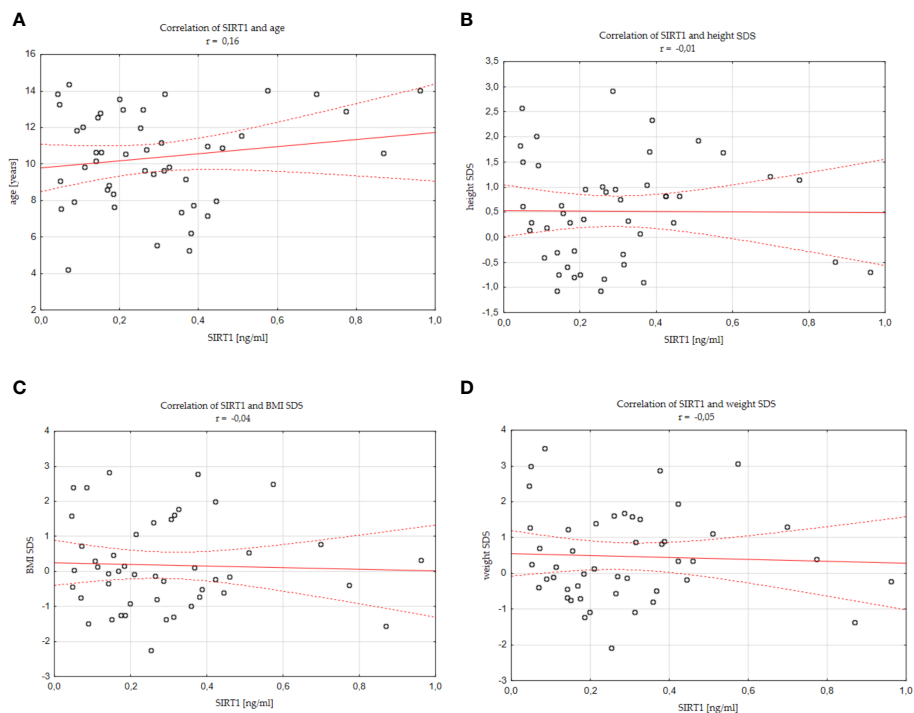 A
Correlation of SIRT1 and age
r = 0,16
16
14
12
10
8
6
4
2
age [years]
0,0 0,2 0,4 0,6 0,8 1,0
SIRT1 [ng/ml]
B
Correlation of SIRT1 and height SDS
r = -0,01
3,5
3,0
2,5
2,0
1,5
1,0
0,5
0,0
-0,5
-1,0
-1,5
height SDS
0,0 0,2 0,4 0,6 0,8 1,0
SIRT1 [ng/ml]
C
Correlation of SIRT1 and BMI SDS
r = -0,04
4
3
2
1
0
-1
-2
-3
BMI SDS
0,0 0,2 0,4 0,6 0,8 1,0
SIRT1 [ng/ml]
D
Correlation of SIRT1 and weight SDS
r = -0,05
4
3
2
1
0
-1
-2
-3
weight SDS
0,0 0,2 0,4 0,6 0,8 1,0
SIRT1 [ng/ml]